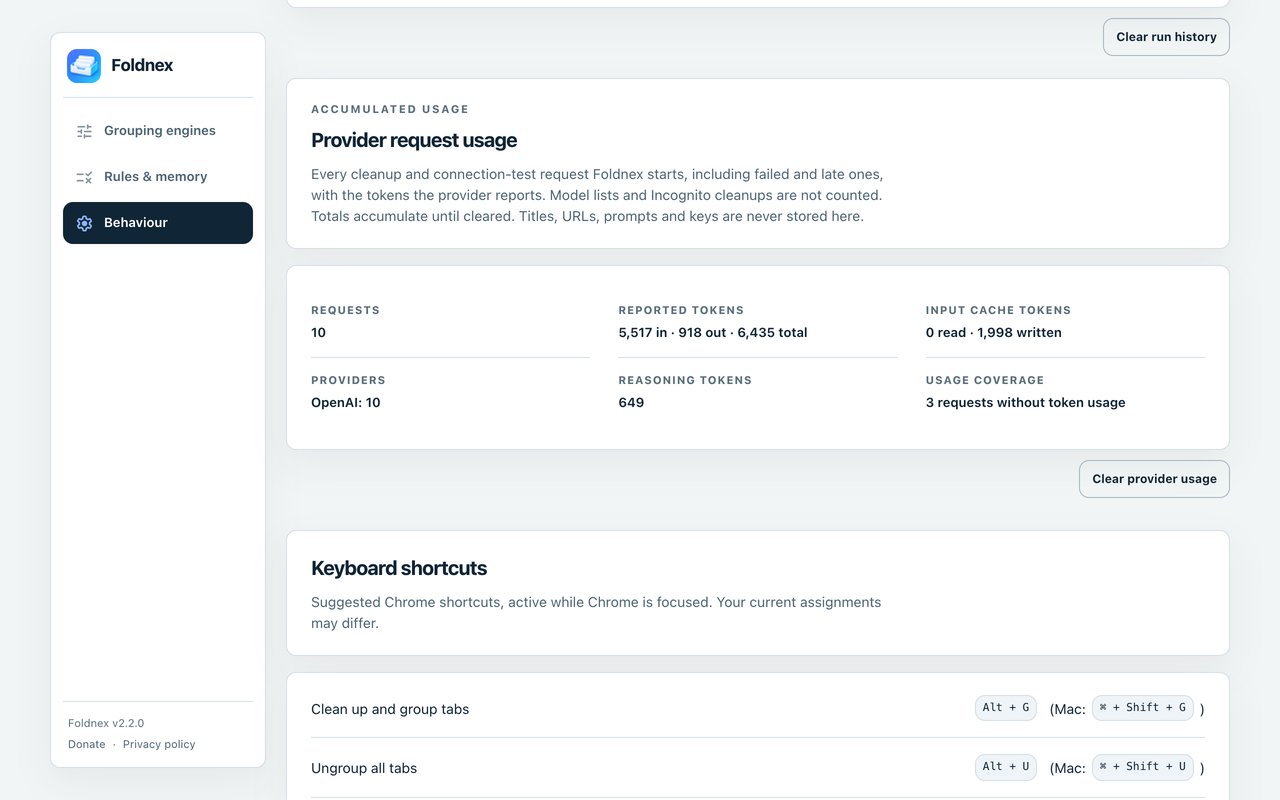 Foldnex
Grouping engines
Rules & memory
Behaviour
Foldnex v2.2.0
Donate · Privacy policy
Clear run history
ACCUMULATED USAGE
Provider request usage
Every cleanup and connection-test request Foldnex starts, including failed and late ones,
with the tokens the provider reports. Model lists and Incognito cleanups are not counted.
Totals accumulate until cleared. Titles, URLs, prompts and keys are never stored here.
REQUESTS
10
REPORTED TOKENS
5,517 in · 918 out · 6,435 total
INPUT CACHE TOKENS
0 read · 1,998 written
PROVIDERS
OpenAI: 10
REASONING TOKENS
649
USAGE COVERAGE
3 requests without token usage
Clear provider usage
Keyboard shortcuts
Suggested Chrome shortcuts, active while Chrome is focused. Your current assignments
may differ.
Clean up and group tabs Alt + G (Mac: ⌘ + Shift + G )
Ungroup all tabs Alt + U (Mac: ⌘ + Shift + U )